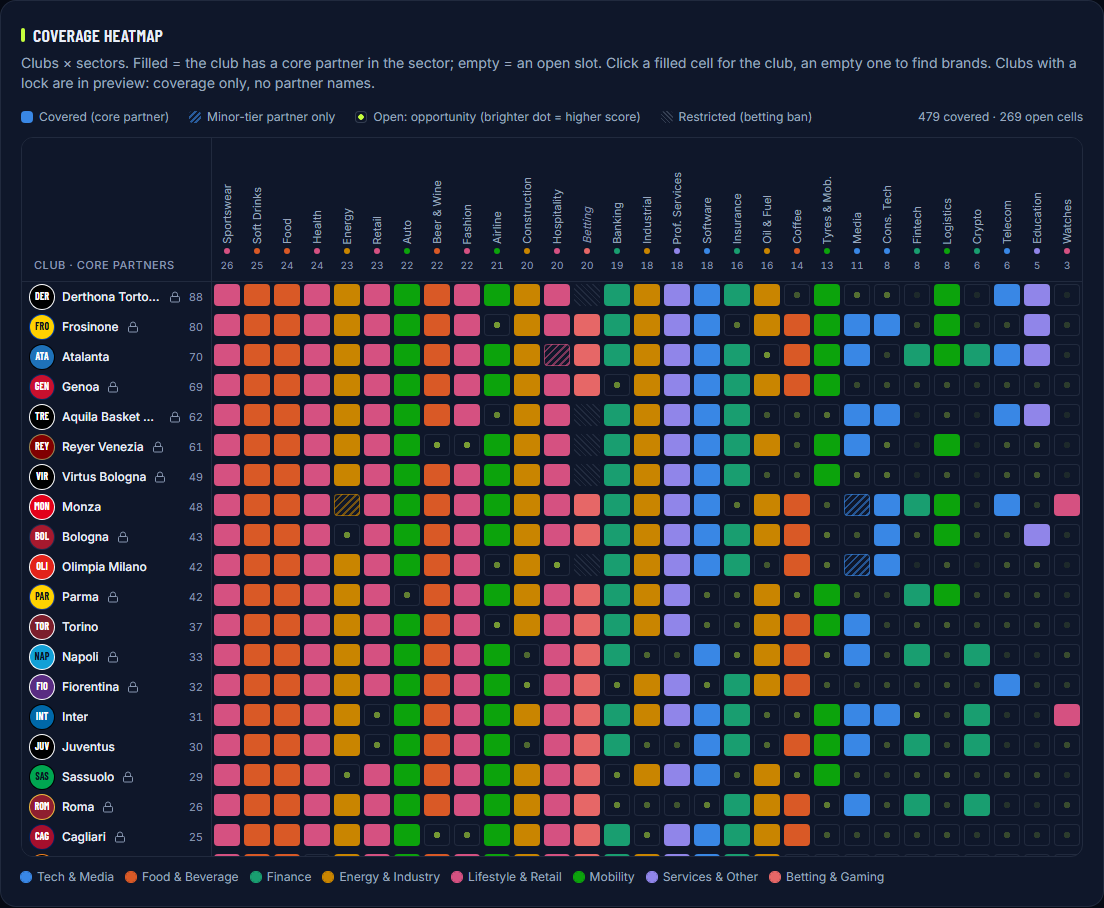 COVERAGE HEATMAP
Clubs × sectors. Filled = the club has a core partner in the sector; empty = an open slot. Click a filled cell for the club, an empty one to find brands. Clubs with a
lock are in preview: coverage only, no partner names.
Covered (core partner) Minor-tier partner only Open: opportunity (brighter dot = higher score) Restricted (betting ban) 479 covered · 269 open cells
CLUB · CORE PARTNERS
Sportswear 26
Soft Drinks 25
Food 24
Health 24
Energy 23
Retail 23
Auto 22
Beer & Wine 22
Fashion 22
Airline 21
Construction 20
Hospitality 20
Betting 20
Banking 19
Industrial 18
Prof. Services 18
Software 18
Insurance 16
Oil & Fuel 16
Coffee 14
Tyres & Mob. 13
Media 11
Cons. Tech 8
Fintech 8
Logistics 8
Crypto 6
Telecom 6
Education 5
Watches 3
DER Derthona Torto... 88
FRO Frosinone 80
ATA Atalanta 70
GEN Genoa 69
TRE Aquila Basket ... 62
REY Reyer Venezia 61
VIR Virtus Bologna 49
MON Monza 48
BOL Bologna 43
OLI Olimpia Milano 42
PAR Parma 42
TOR Torino 37
NAP Napoli 33
FIO Fiorentina 32
INT Inter 31
JUV Juventus 30
SAS Sassuolo 29
ROM Roma 26
CAG Cagliari 25
Tech & Media Food & Beverage Finance Energy & Industry Lifestyle & Retail Mobility Services & Other Betting & Gaming